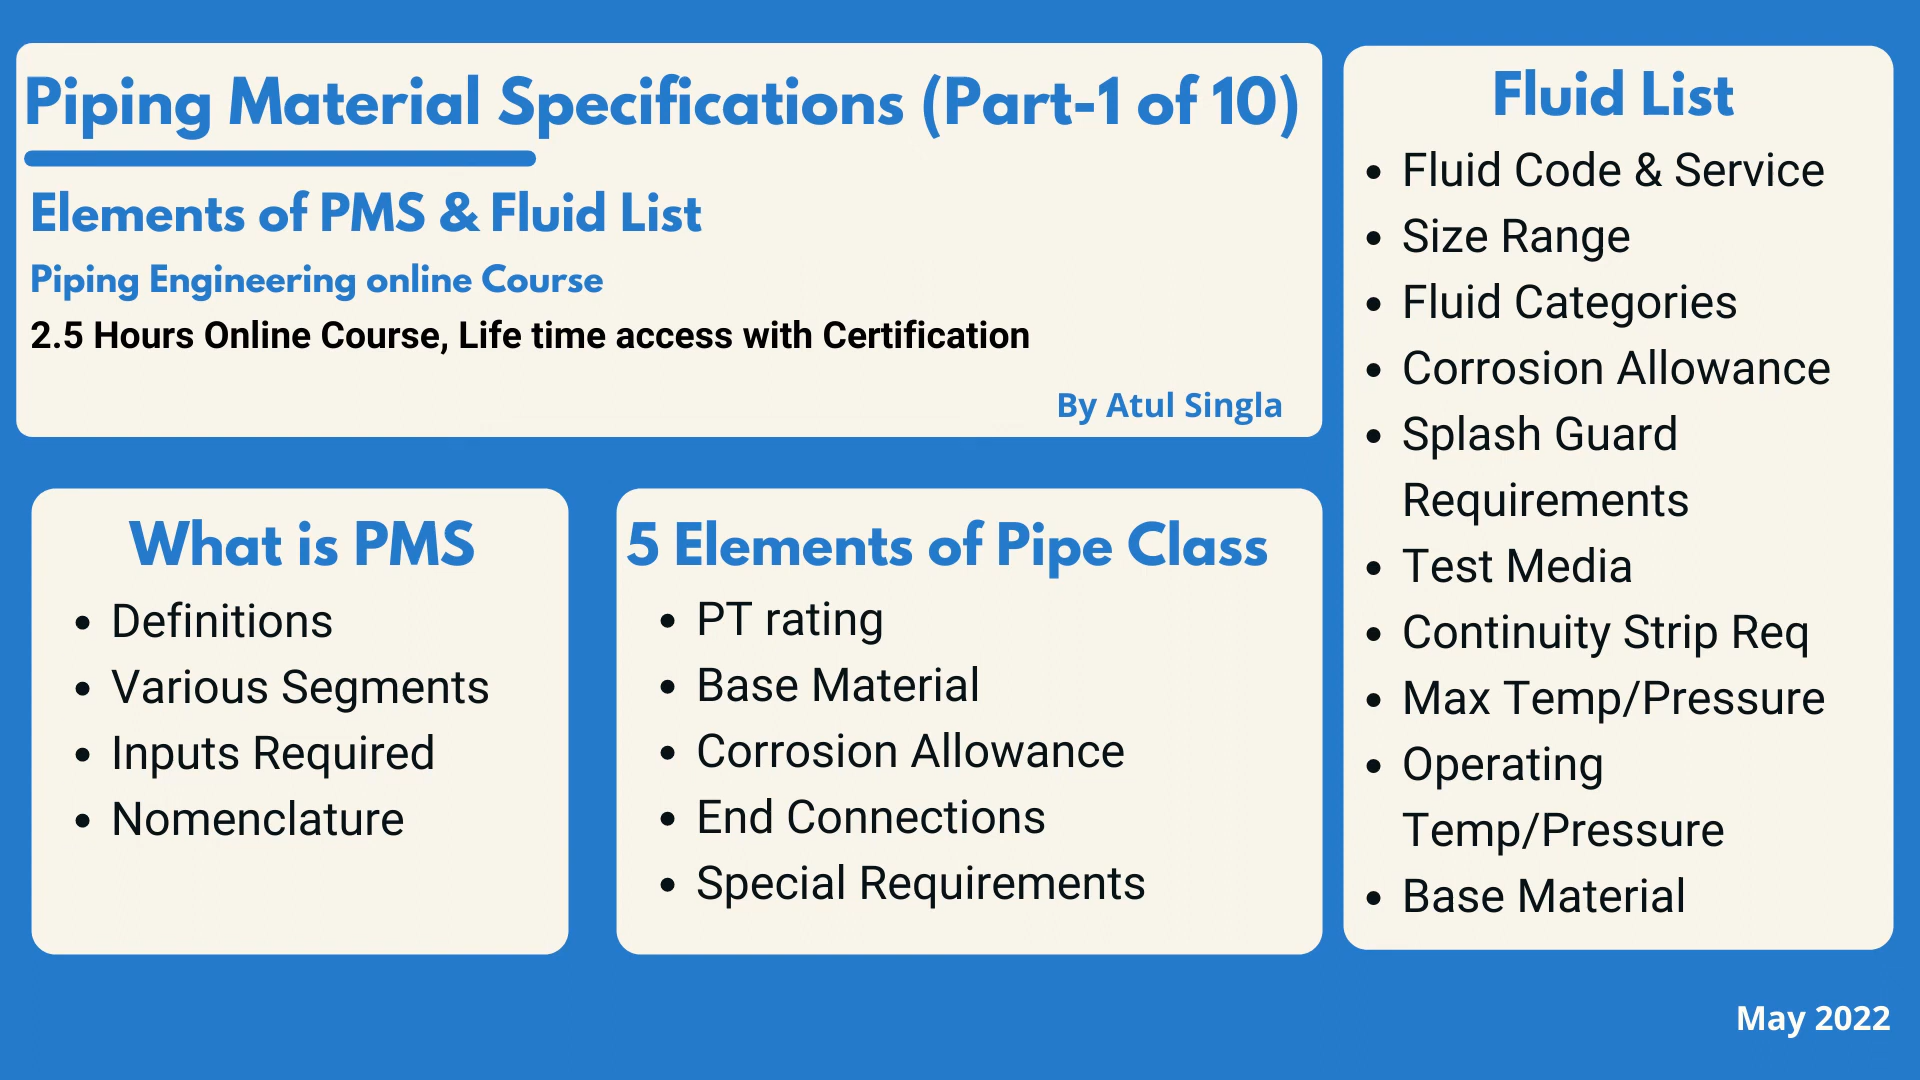 Piping Material Specifications (Part-1 of 10)
Elements of PMS & Fluid List
Piping Engineering online Course
2.5 Hours Online Course, Life time access with Certification
By Atul Singla
What is PMS
• Definitions
• Various Segments
• Inputs Required
• Nomenclature
5 Elements of Pipe Class
• PT rating
• Base Material
• Corrosion Allowance
• End Connections
• Special Requirements
Fluid List
• Fluid Code & Service
• Size Range
• Fluid Categories
• Corrosion Allowance
• Splash Guard
Requirements
• Test Media
• Continuity Strip Req
• Max Temp/Pressure
• Operating
Temp/Pressure
• Base Material
May 2022